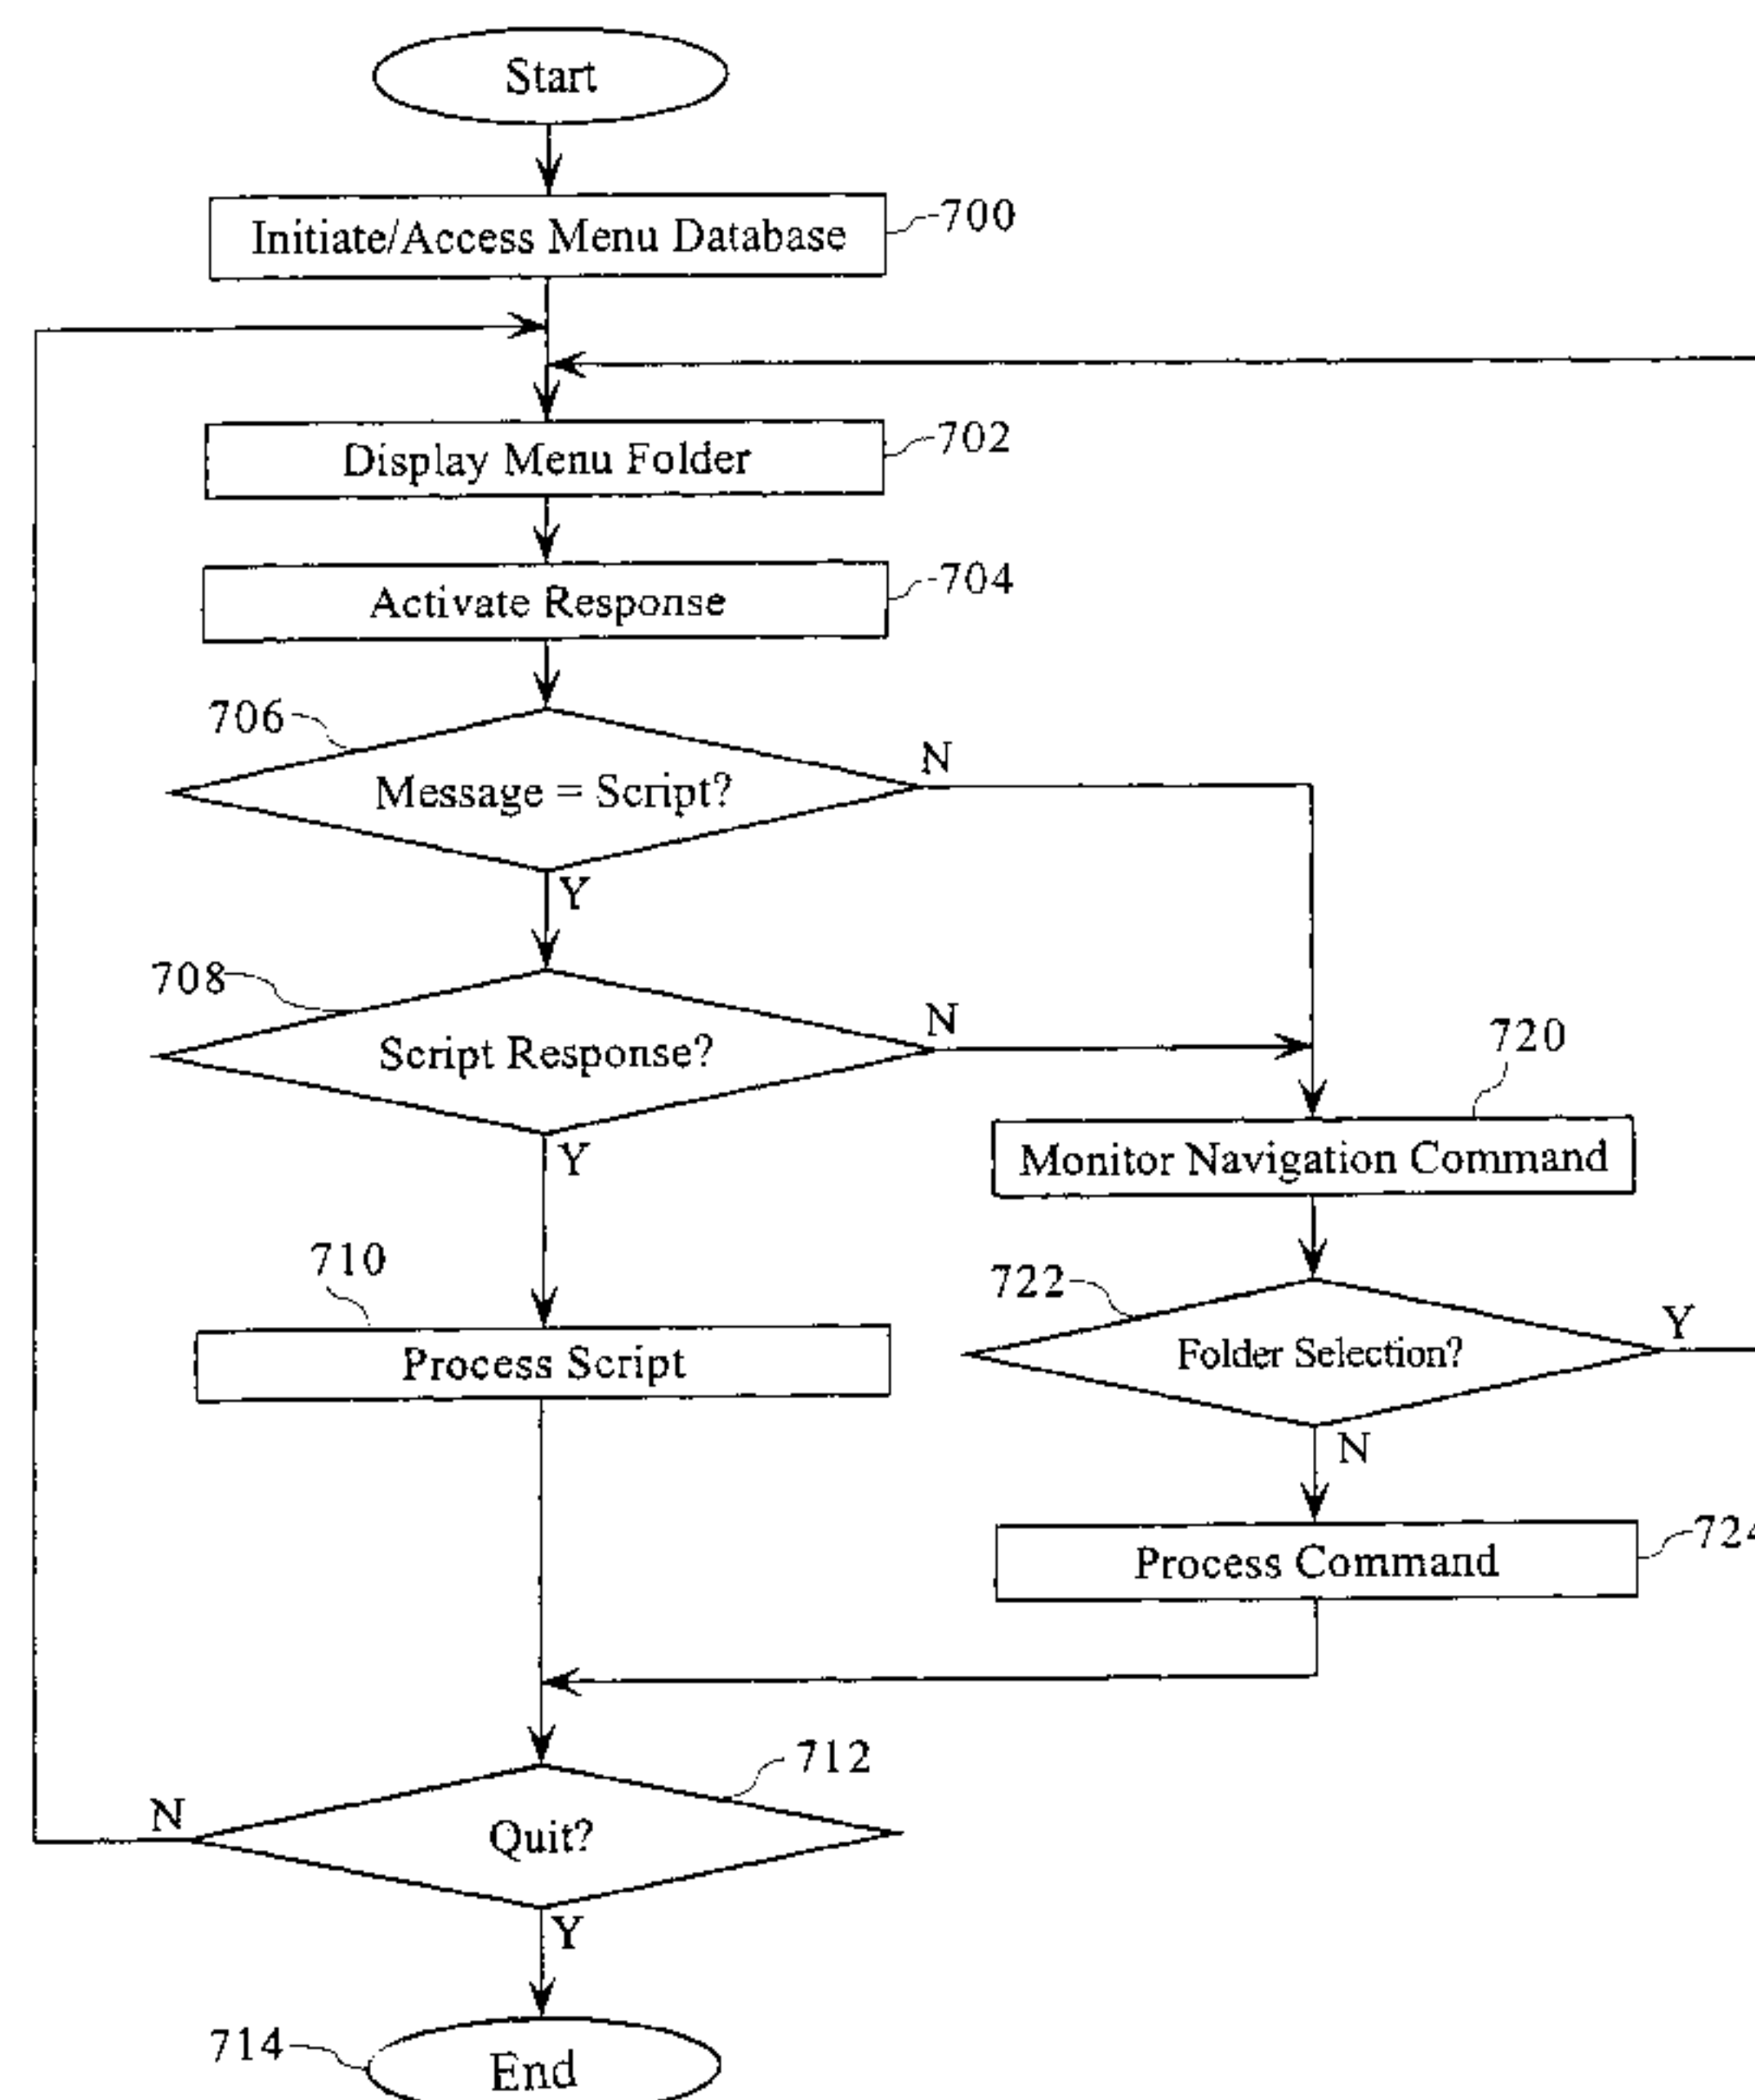 Start
Initiate/Access Menu Database
700
Display Menu Folder
702
Activate Response
704
706
Message = Script?
N
Y
708
Script Response?
N
Y
720
Monitor Navigation Command
710
Process Script
722
Folder Selection?
Y
N
Process Command
724
712
Quit?
N
Y
714
End